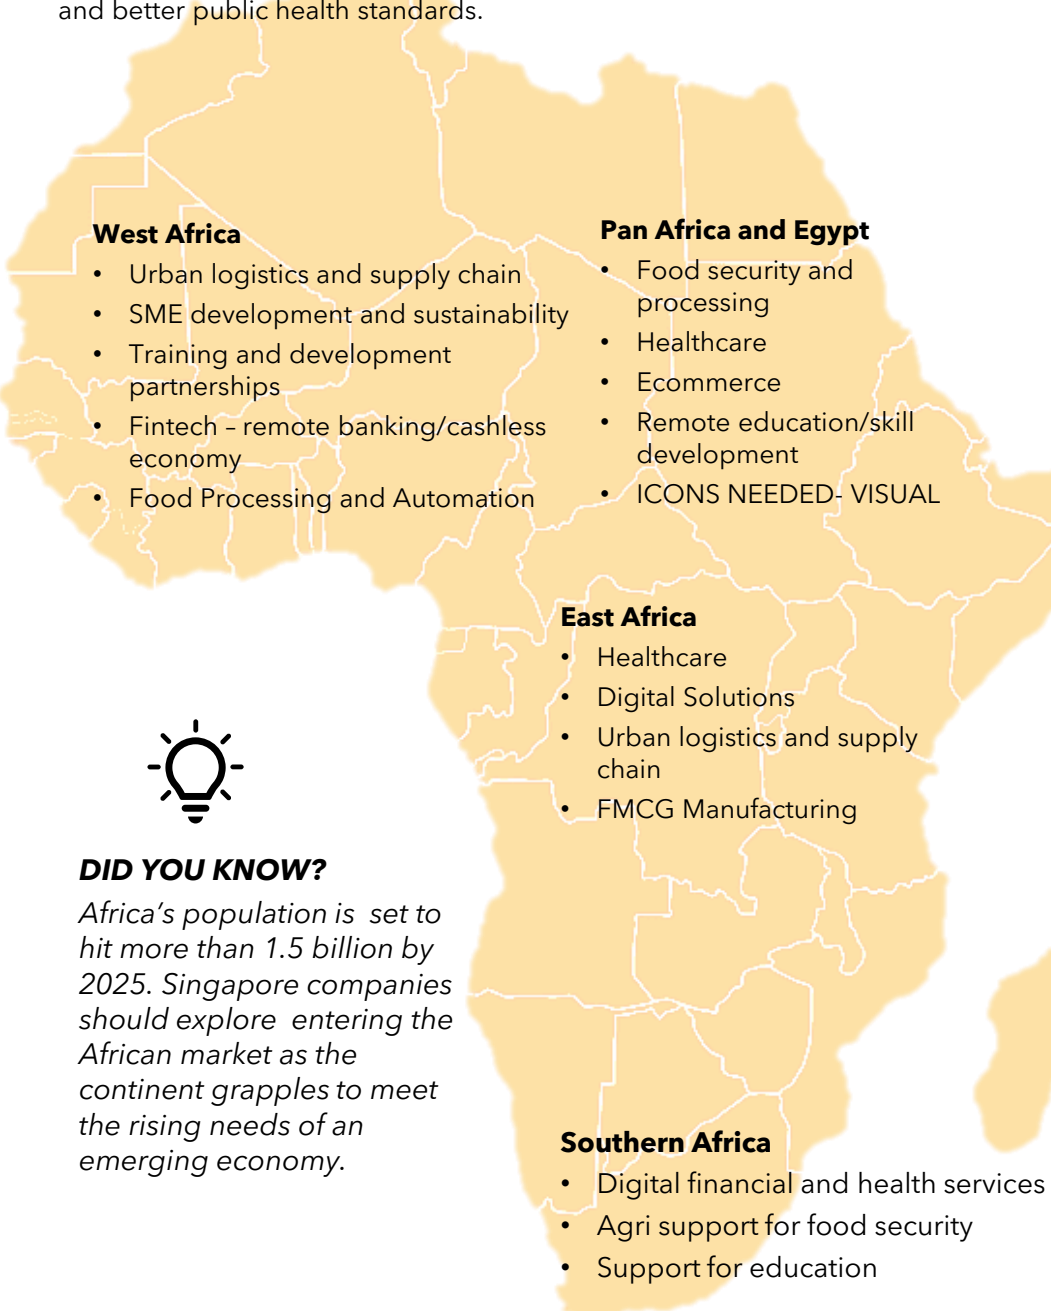 and better public health standards.
West Africa
• Urban logistics and supply chain
• SME development and sustainability
• Training and development
partnerships
• Fintech – remote banking/cashless
economy
• Food Processing and Automation
Pan Africa and Egypt
• Food security and
processing
• Healthcare
• Ecommerce
• Remote education/skill
development
• ICONS NEEDED- VISUAL
East Africa
• Healthcare
• Digital Solutions
• Urban logistics and supply
chain
• FMCG Manufacturing
DID YOU KNOW?
Africa’s population is set to
hit more than 1.5 billion by
2025. Singapore companies
should explore entering the
African market as the
continent grapples to meet
the rising needs of an
emerging economy.
Southern Africa
• Digital financial and health services
• Agri support for food security
• Support for education